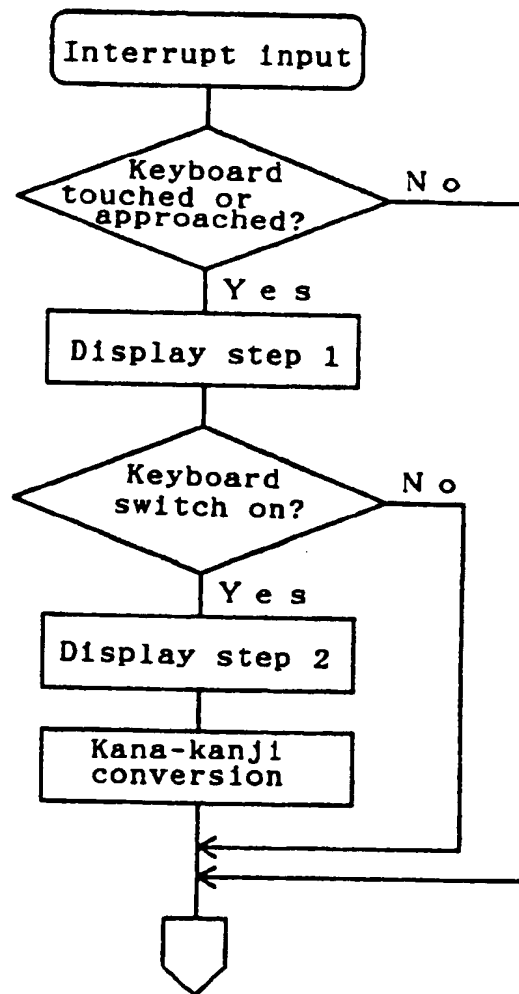 Interrupt input
Keyboard
touched or
approached?
No
Yes
Display step 1
Keyboard
switch on?
No
Yes
Display step 2
Kana-kanji
conversion